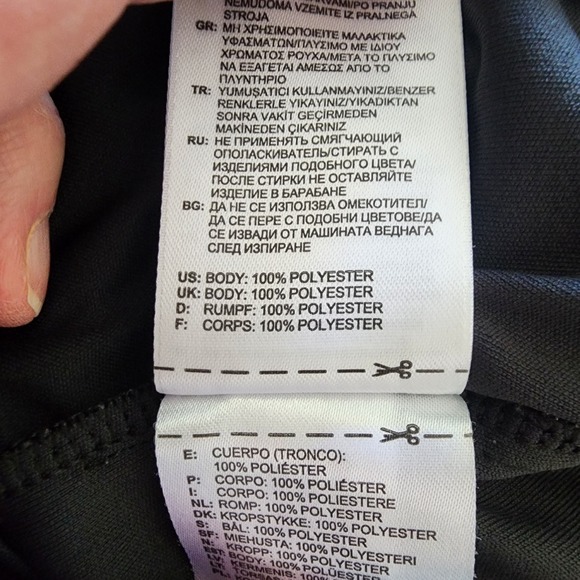 NEMUDOMA VZEMITE IZ PRALNEGA
STROJA
GR: ΜΗ ΧΡΗΣΙΜΟΠΟΙΕΙΤΕ ΜΑΛΑΚΤΙΚΑ
ΥΦΑΣΜΑΤΩΝ/ΠΛΥΣΙΜΟ ΜΕ ΙΔΙΟΥ
ΧΡΩΜΑΤΟΣ ΡΟΥΧΑ/ΜΕΤΑ ΤΟ ΠΛΥΣΙΜΟ
ΝΑ ΕΞΑΓΕΤΑΙ ΑΜΕΣΩΣ ΑΠΟ ΤΟ
ΠΛΥΝΤΗΡΙΟ
TR: YUMUŞATICI KULLANMAYINIZ/BENZER
RENKLERLE YIKAYINIZ/YIKADIKTAN
SONRA VAKİT GEÇİRMEDEN
MAKİNEDEN ÇIKARINIZ
RU: НЕ ПРИМЕНЯТЬ СМЯГЧАЮЩИЙ
ОПОЛАСКИВАТЕЛЬ/СТИРАТЬ С
ИЗДЕЛИЯМИ ПОДОБНОГО ЦВЕТА/
ПОСЛЕ СТИРКИ НЕ ОСТАВЛЯЙТЕ
ИЗДЕЛИЕ В БАРАБАНЕ
BG: ДА НЕ СЕ ИЗПОЛЗВА ОМЕКОТИТЕЛ/
ДА СЕ ПЕРЕ С ПОДОБНИ ЦВЕТОВЕ/ДА
СЕ ИЗВАДИ ОТ МАШИНАТА ВЕДНАГА
СЛЕД ИЗПИРАНЕ
US: BODY: 100% POLYESTER
UK: BODY: 100% POLYESTER
D: RUMPF: 100% POLYESTER
F: CORPS: 100% POLYESTER
E: CUERPO (TRONCO):
100% POLIÉSTER
P: CORPO: 100% POLIÉSTER
I: CORPO: 100% POLIESTERE
NL: ROMP: 100% POLYESTER
DK: KROPSTYKKE: 100% POLYESTER
S: BÅL: 100% POLYESTER
SF: MIEHUSTA: 100% POLYESTERI
N: KROPP: 100% POLYESTER
EST: BODY: 100% POLÜESTER
KERMENIS: 100%